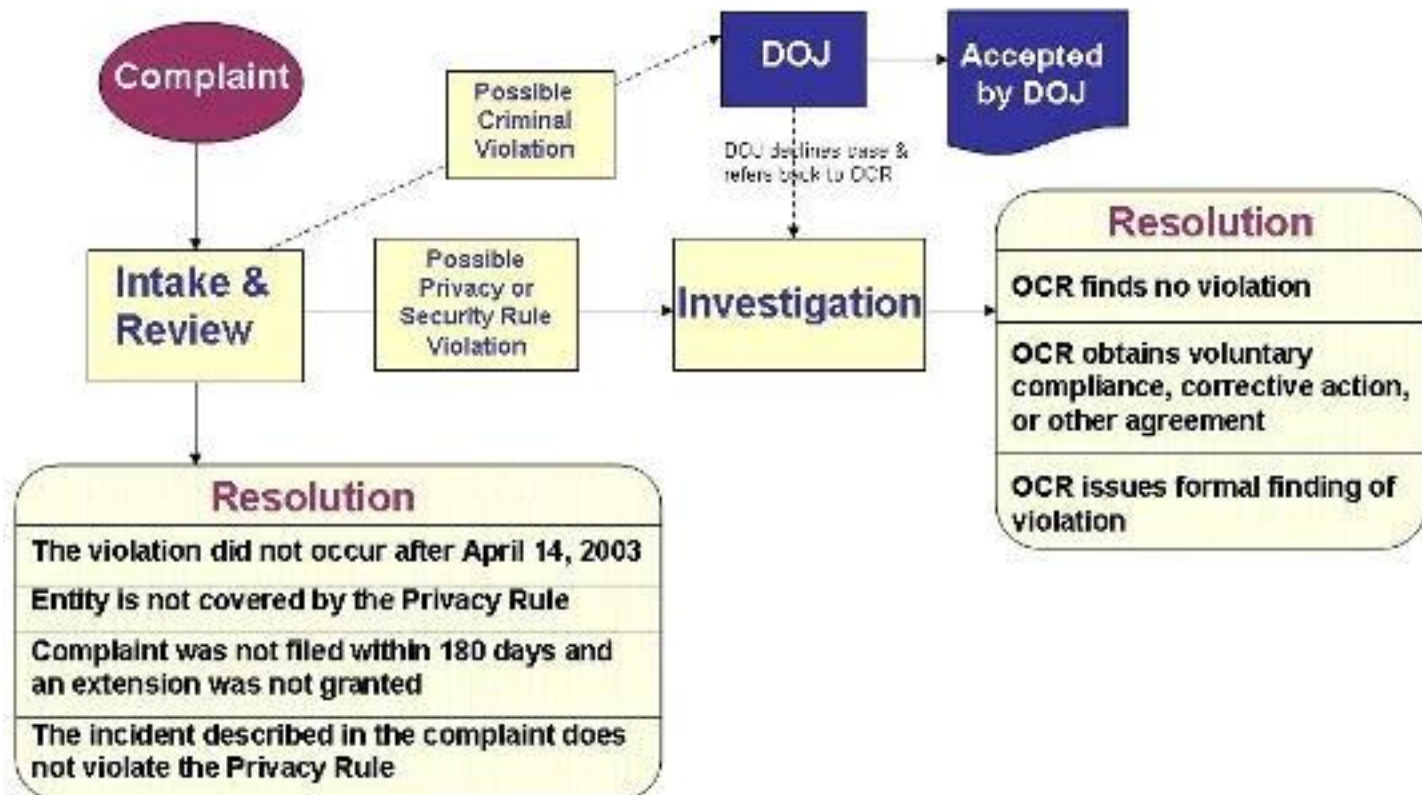 Complaint
Possible
Criminal
Violation
DOJ
Accepted
by DOJ
DOJ declines case &
refers back to OCR
Intake &
Review
Possible
Privacy or
Security Rule
Violation
Investigation
Resolution
OCR finds no violation
OCR obtains voluntary
compliance, corrective action,
or other agreement
OCR issues formal finding of
violation
Resolution
The violation did not occur after April 14, 2003
Entity is not covered by the Privacy Rule
Complaint was not filed within 180 days and
an extension was not granted
The incident described in the complaint does
not violate the Privacy Rule